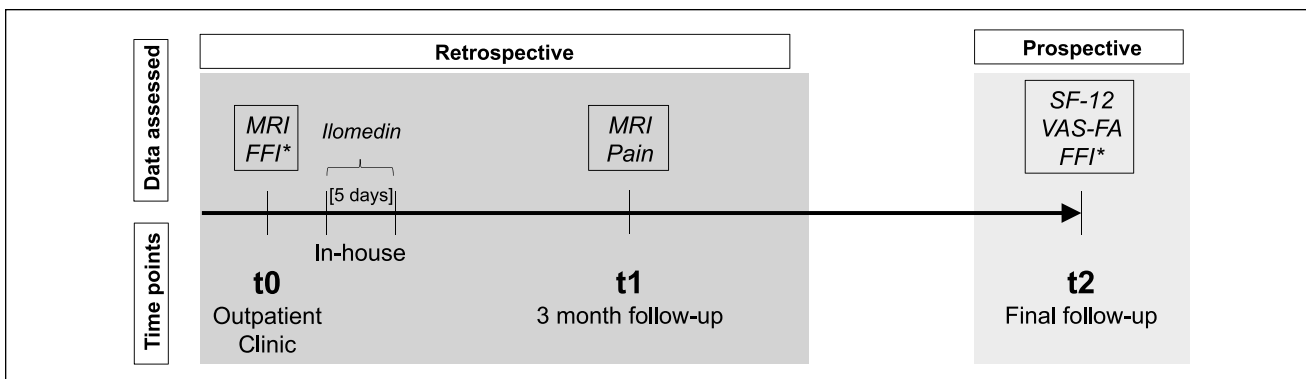 Data assessed
Retrospective
Prospective
MRI
FFI*
Ilomedin
[5 days]
MRI
Pain
SF-12
VAS-FA
FFI*
Time points
In-house
t0
Outpatient
Clinic
t1
3 month follow-up
t2
Final follow-up